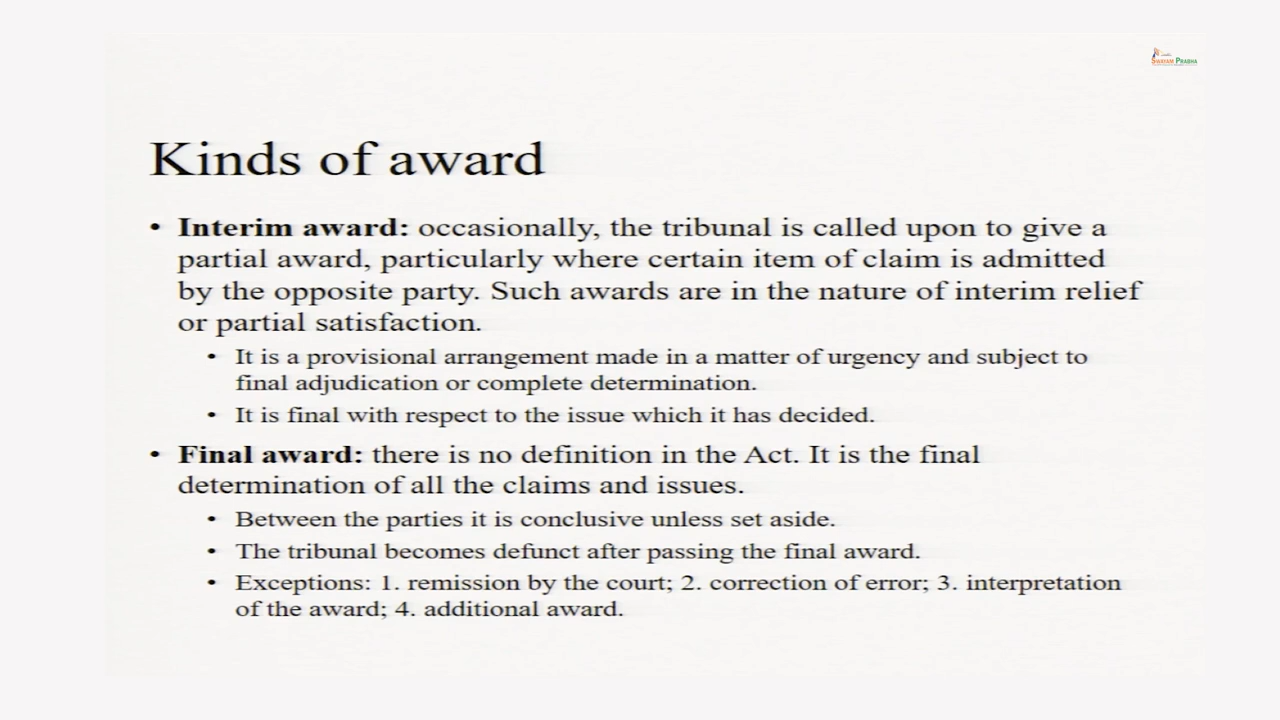 SWAYAM PRABHA
Kinds of award
• Interim award: occasionally, the tribunal is called upon to give a
partial award, particularly where certain item of claim is admitted
by the opposite party. Such awards are in the nature of interim relief
or partial satisfaction.
• It is a provisional arrangement made in a matter of urgency and subject to
final adjudication or complete determination.
• It is final with respect to the issue which it has decided.
• Final award: there is no definition in the Act. It is the final
determination of all the claims and issues.
• Between the parties it is conclusive unless set aside.
• The tribunal becomes defunct after passing the final award.
• Exceptions: 1. remission by the court; 2. correction of error; 3. interpretation
of the award; 4. additional award.